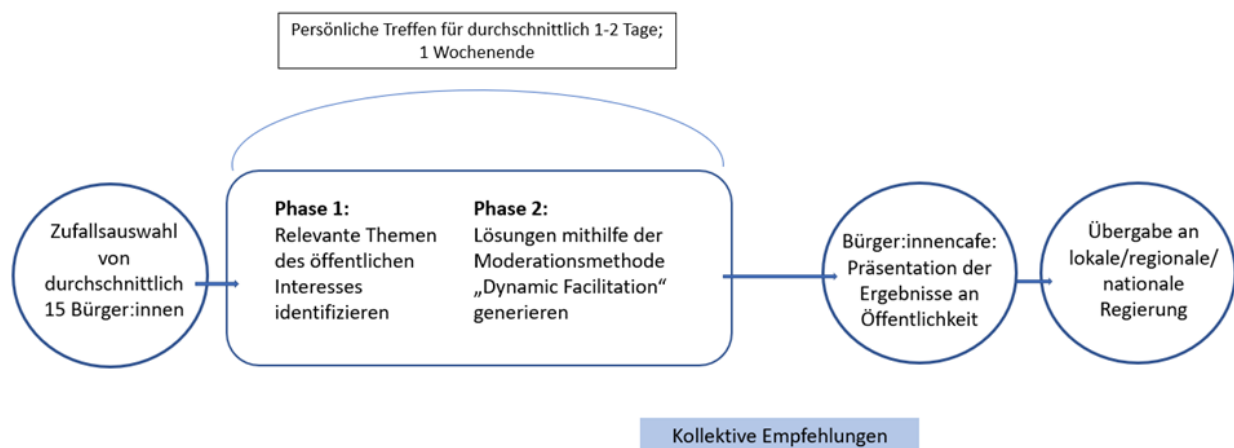 Persönliche Treffen für durchschnittlich 1-2 Tage;
1 Wochenende
Zufallsauswahl
von
durchschnittlich
15 Bürger:innen
Phase 1:
Relevante Themen
des öffentlichen
Interesses
identifizieren
Phase 2:
Lösungen mithilfe der
Moderationsmethode
„Dynamic Facilitation“
generieren
Bürger:innencafe:
Präsentation der
Ergebnisse an
Öffentlichkeit
Übergabe an
lokale/regionale/
nationale
Regierung
Kollektive Empfehlungen